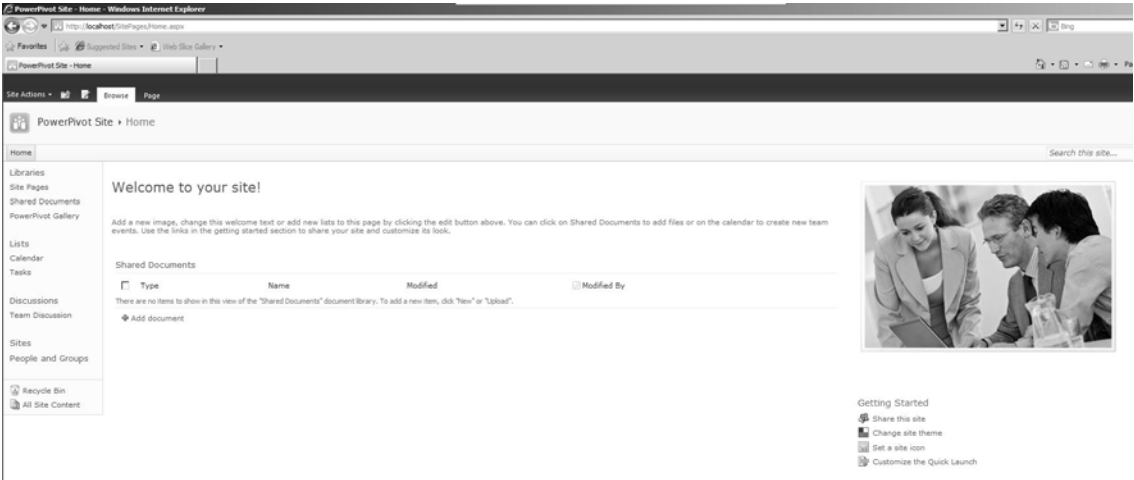 PowerPivot Site - Home - Windows Internet Explorer
http://localhost/SitePages/Home.aspx
Bing
Favorites Suggested Sites Web Slice Gallery
PowerPivot Site - Home
Pa
Site Actions Browse Page
PowerPivot Site Home
Home
Search this site...
Libraries
Site Pages
Shared Documents
PowerPivot Gallery
Lists
Calendar
Tasks
Discussions
Team Discussion
Sites
People and Groups
Recycle Bin
All Site Content
Welcome to your site!
Add a new image, change this welcome text or add new lists to this page by clicking the edit button above. You can click on Shared Documents to add files or on the calendar to create new team
events. Use the links in the getting started section to share your site and customize its look.
Shared Documents
Type Name Modified Modified By
There are no items to show in this view of the "Shared Documents" document library. To add a new item, click "New" or "Upload".
Add document
Getting Started
Share this site
Change site theme
Set a site icon
Customize the Quick Launch